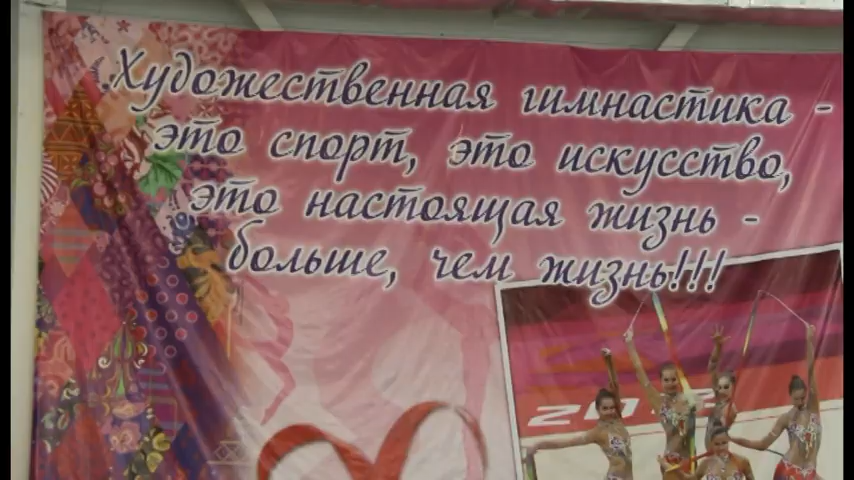 Художественная гимнастика -
это спорт, это искусство,
это настоящая жизнь -
больше, чем жизнь!!!